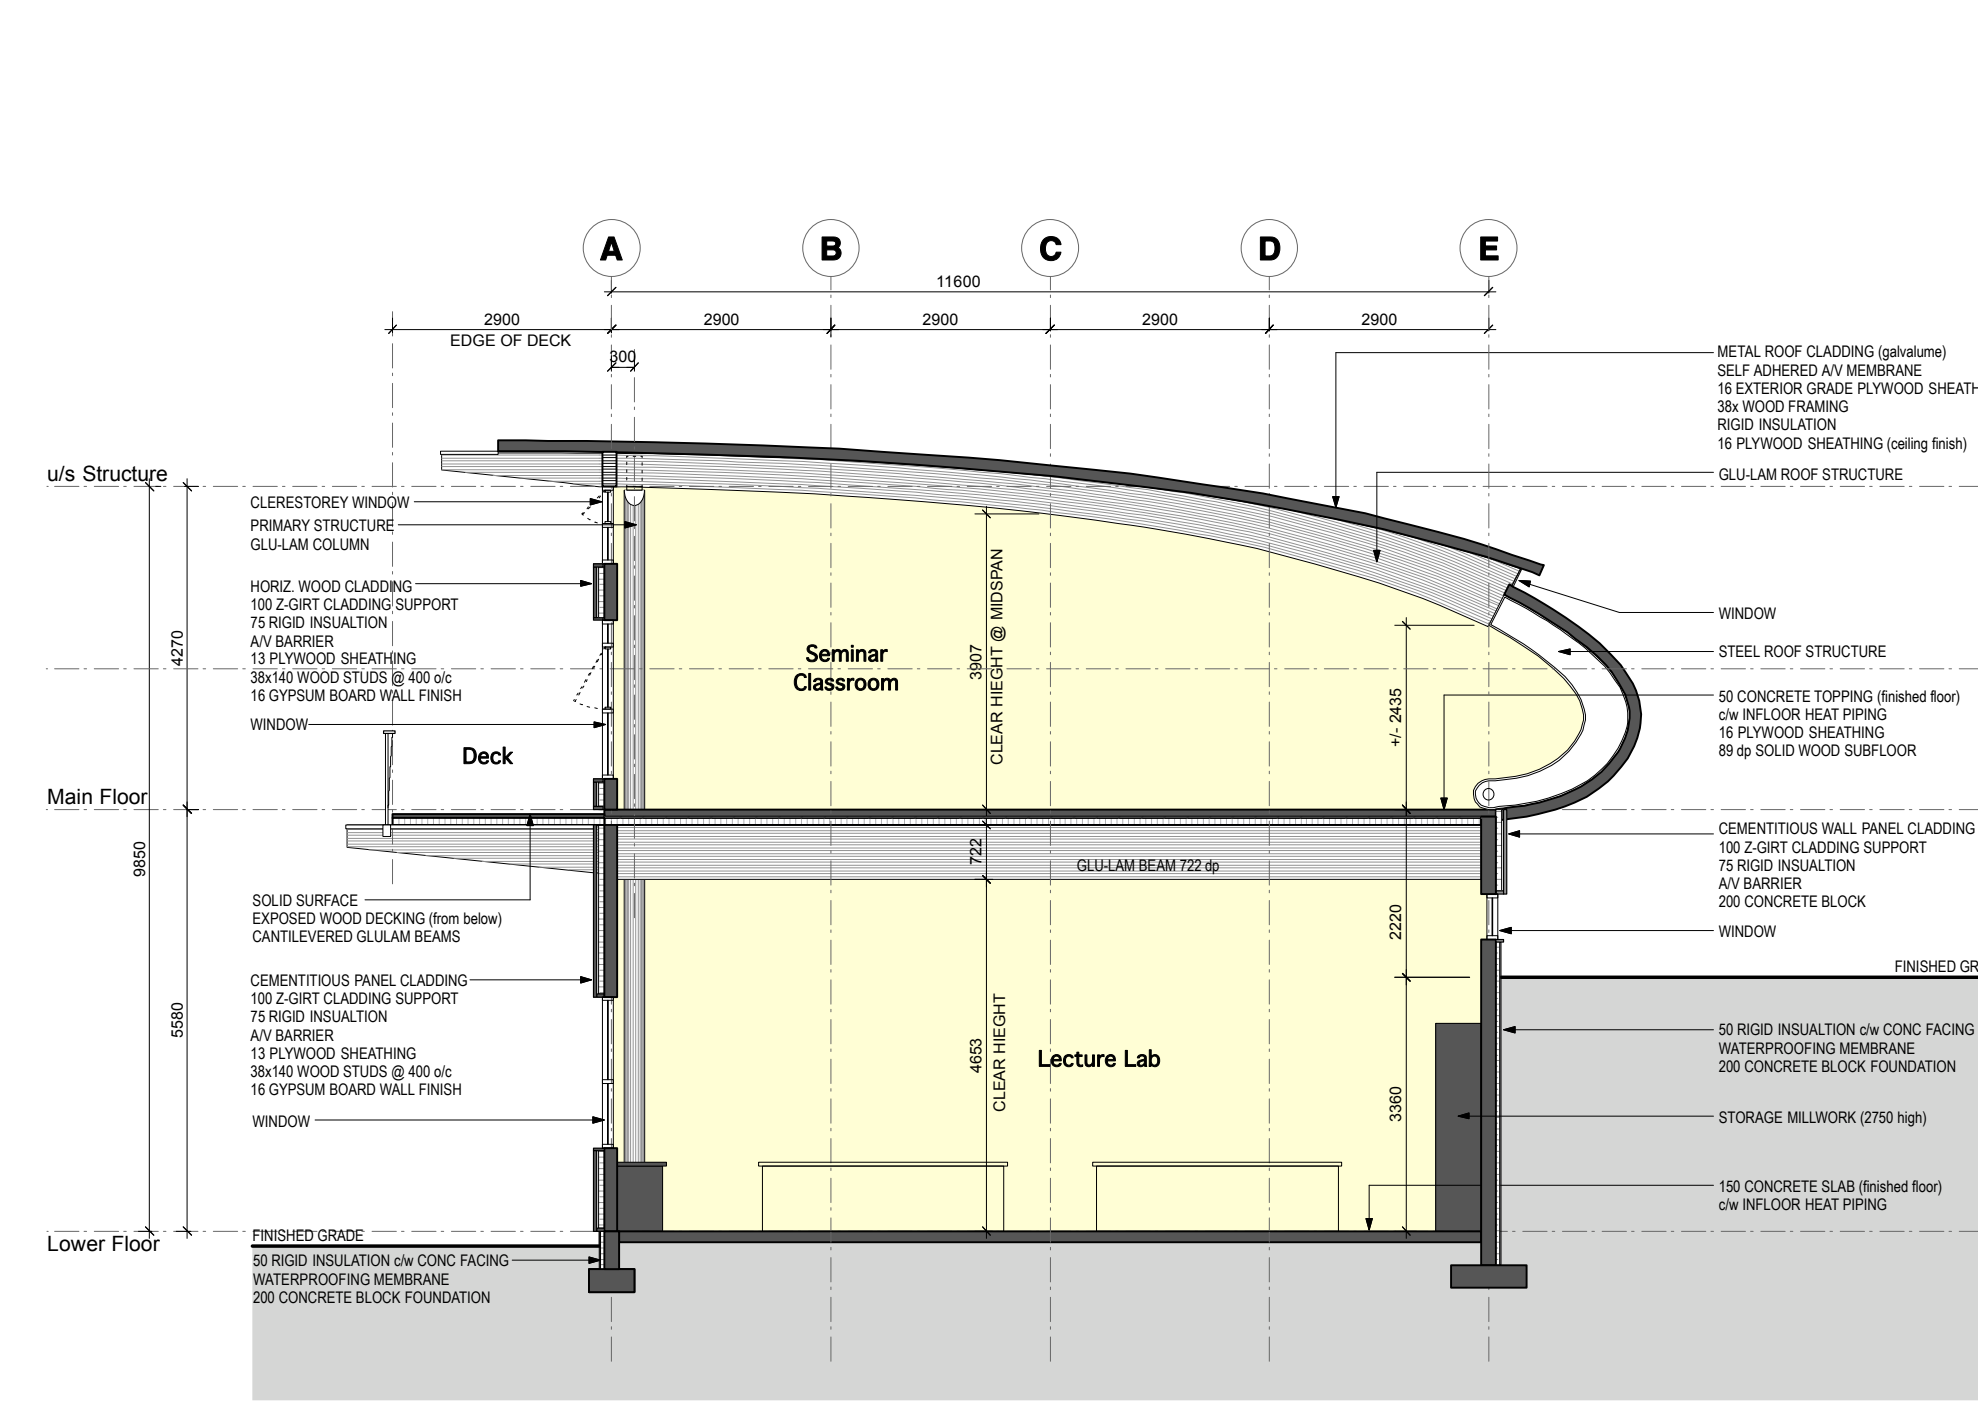 A B C D E
11600
2900 2900 2900 2900 2900
EDGE OF DECK
300
METAL ROOF CLADDING (galvalume)
SELF ADHERED A/V MEMBRANE
16 EXTERIOR GRADE PLYWOOD SHEATH
38x WOOD FRAMING
RIGID INSULATION
16 PLYWOOD SHEATHING (ceiling finish)
GLU-LAM ROOF STRUCTURE
WINDOW
STEEL ROOF STRUCTURE
50 CONCRETE TOPPING (finished floor)
c/w INFLOOR HEAT PIPING
16 PLYWOOD SHEATHING
89 dp SOLID WOOD SUBFLOOR
u/s Structure
CLERESTOREY WINDOW
PRIMARY STRUCTURE
GLU-LAM COLUMN
HORIZ. WOOD CLADDING
100 Z-GIRT CLADDING SUPPORT
75 RIGID INSUALTION
A/V BARRIER
13 PLYWOOD SHEATHING
38x140 WOOD STUDS @ 400 o/c
16 GYPSUM BOARD WALL FINISH
WINDOW
4270
Seminar
Classroom
3907
CLEAR HIEGHT @ MIDSPAN
+/- 2435
Deck
Main Floor
9850
722
GLU-LAM BEAM 722 dp
CEMENTITIOUS WALL PANEL CLADDING
100 Z-GIRT CLADDING SUPPORT
75 RIGID INSUALTION
A/V BARRIER
200 CONCRETE BLOCK
WINDOW
SOLID SURFACE
EXPOSED WOOD DECKING (from below)
CANTILEVERED GLULAM BEAMS
2220
FINISHED GR
CEMENTITIOUS PANEL CLADDING
100 Z-GIRT CLADDING SUPPORT
75 RIGID INSUALTION
A/V BARRIER
13 PLYWOOD SHEATHING
38x140 WOOD STUDS @ 400 o/c
16 GYPSUM BOARD WALL FINISH
WINDOW
5580
4653
CLEAR HIEGHT
Lecture Lab
3360
50 RIGID INSUALTION c/w CONC FACING
WATERPROOFING MEMBRANE
200 CONCRETE BLOCK FOUNDATION
STORAGE MILLWORK (2750 high)
150 CONCRETE SLAB (finished floor)
c/w INFLOOR HEAT PIPING
Lower Floor
FINISHED GRADE
50 RIGID INSULATION c/w CONC FACING
WATERPROOFING MEMBRANE
200 CONCRETE BLOCK FOUNDATION